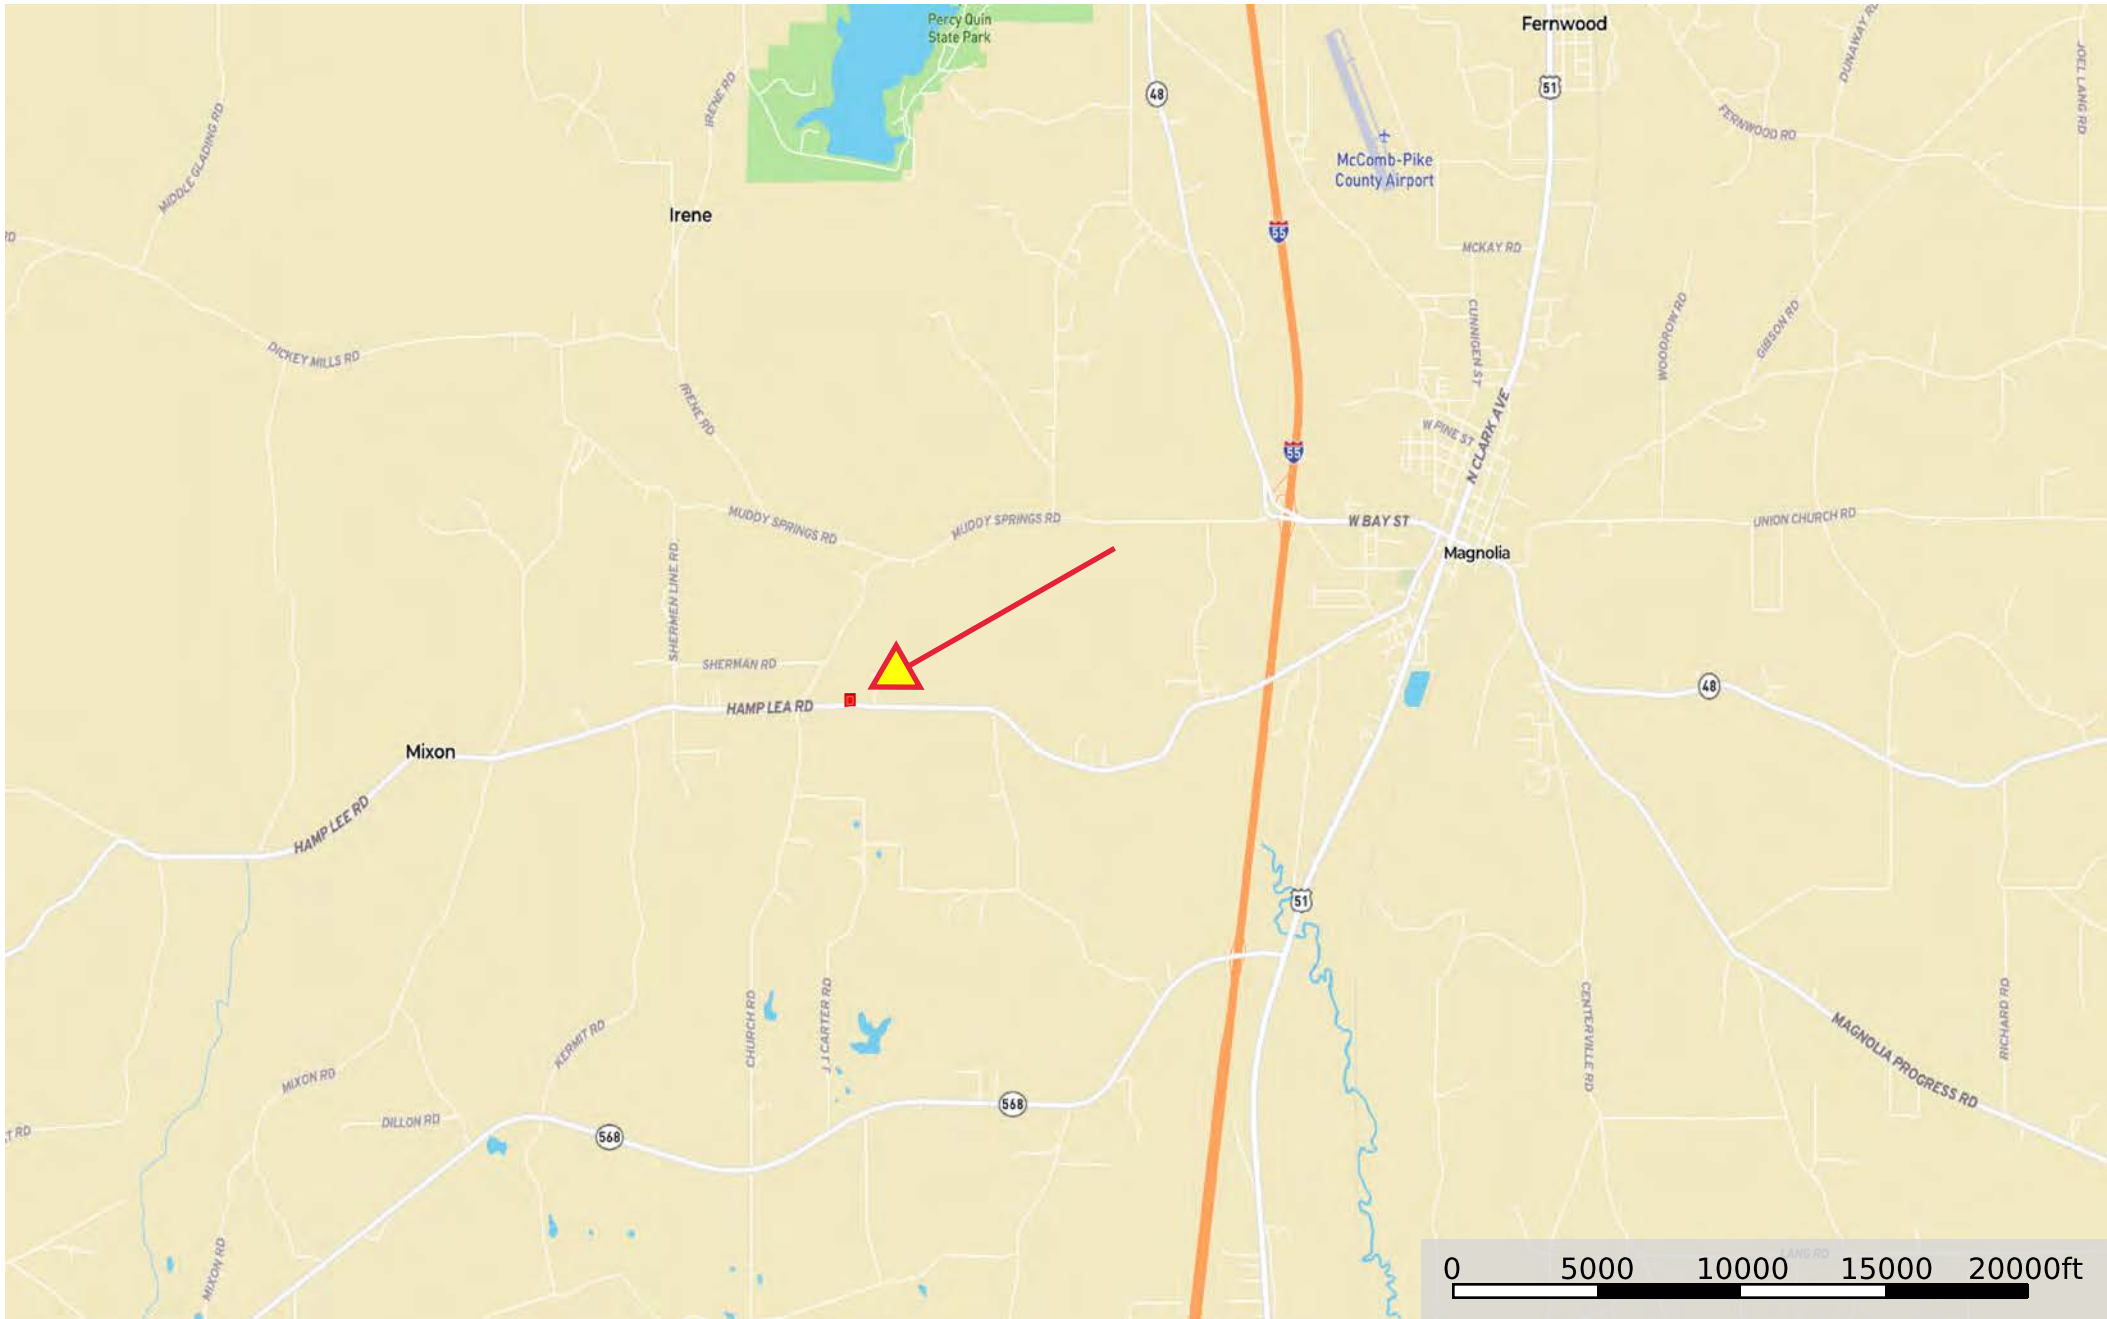 Percy Quin
State Park
Fernwood
48
51
IRENE RD
MIDDLE GLADING RD
DUNAWAY RD
JOEL LANG RD
FERNWOOD RD
McComb-Pike
County Airport
Irene
RD
55
MCKAY RD
DICKEY MILLS RD
IRENE RD
CUNNIGEN ST
WOODROW RD
GIBSON RD
N CLARK AVE
W PINE ST
55
MUDDY SPRINGS RD
MUDDY SPRINGS RD
W BAY ST
UNION CHURCH RD
Magnolia
SHERMEN LINE RD
SHERMAN RD
HAMP LEA RD
48
Mixon
HAMP LEE RD
51
CHURCH RD
J J CARTER RD
KERMIT RD
CENTERVILLE RD
RICHARD RD
MAGNOLIA PROGRESS RD
MIXON RD
DILLON RD
568
568
T RD
MIXON RD
LANG RD
0 5000 10000 15000 20000ft